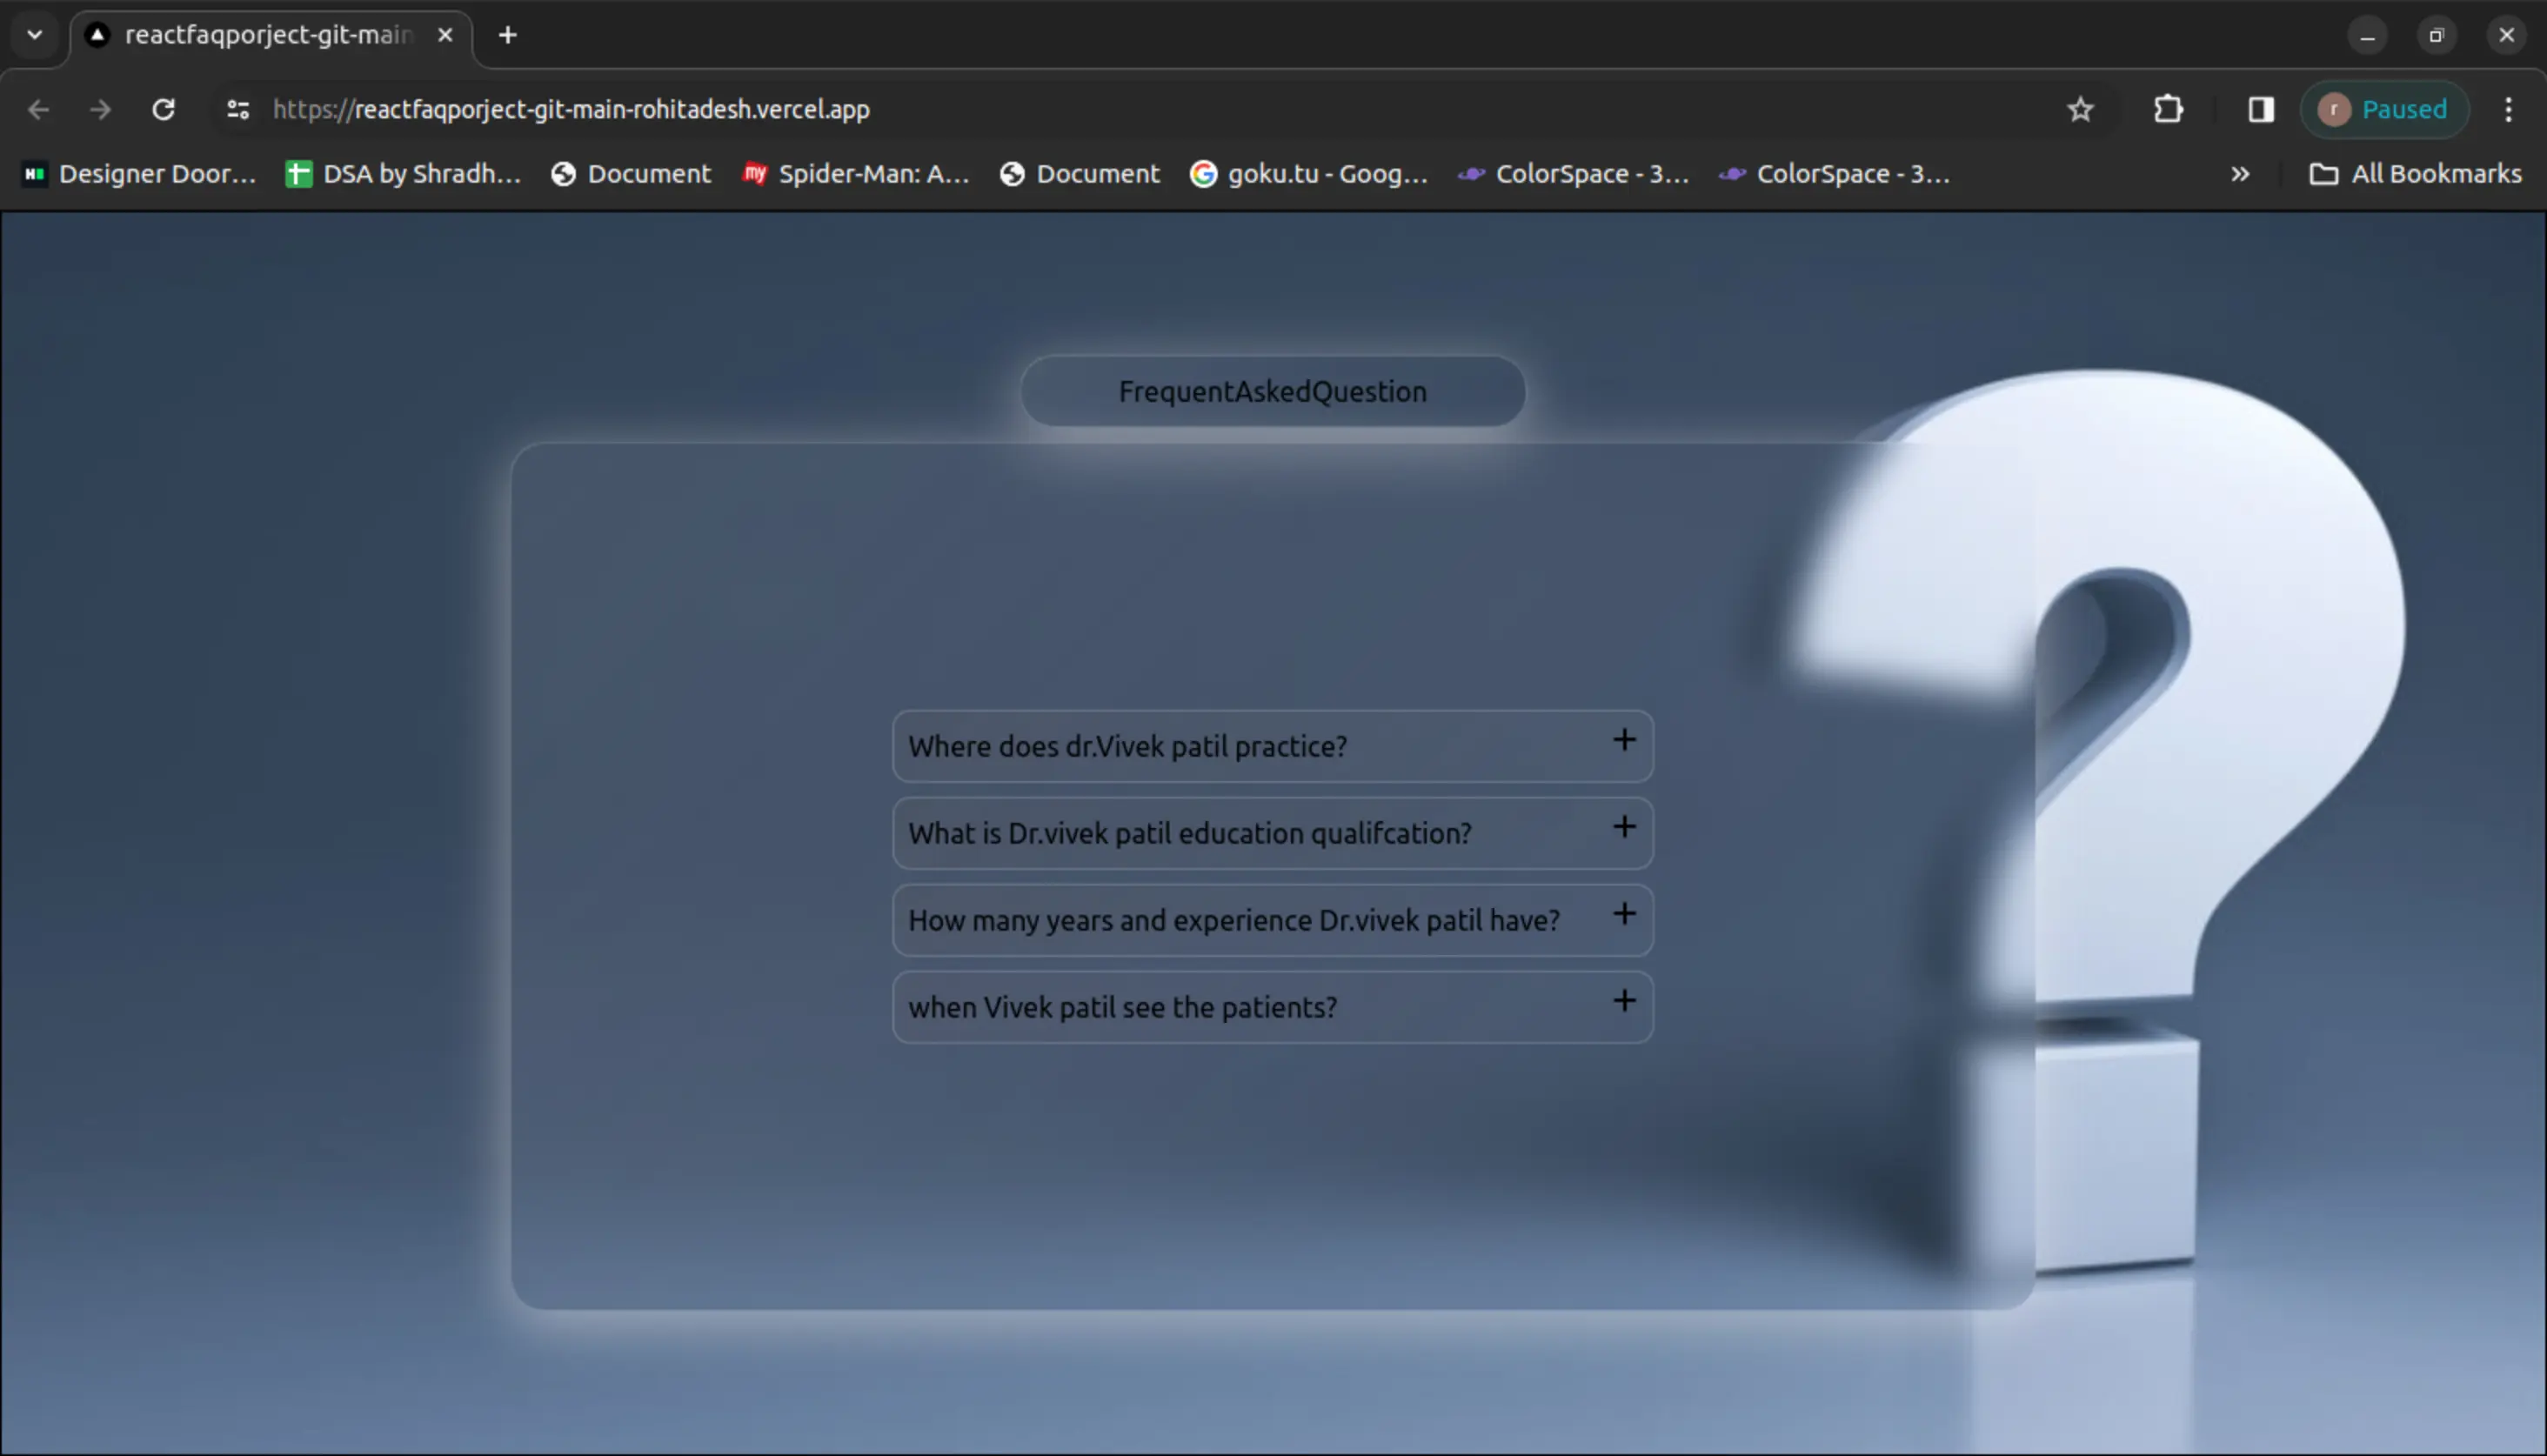 reactfaqporject-git-main
https://reactfaqporject-git-main-rohitadesh.vercel.app
r Paused
Designer Door... DSA by Shradh... Document my Spider-Man: A... Document goku.tu - Goog... ColorSpace - 3... ColorSpace - 3... All Bookmarks
FrequentAskedQuestion
Where does dr.Vivek patil practice?
What is Dr.vivek patil education qualifcation?
How many years and experience Dr.vivek patil have?
when Vivek patil see the patients?